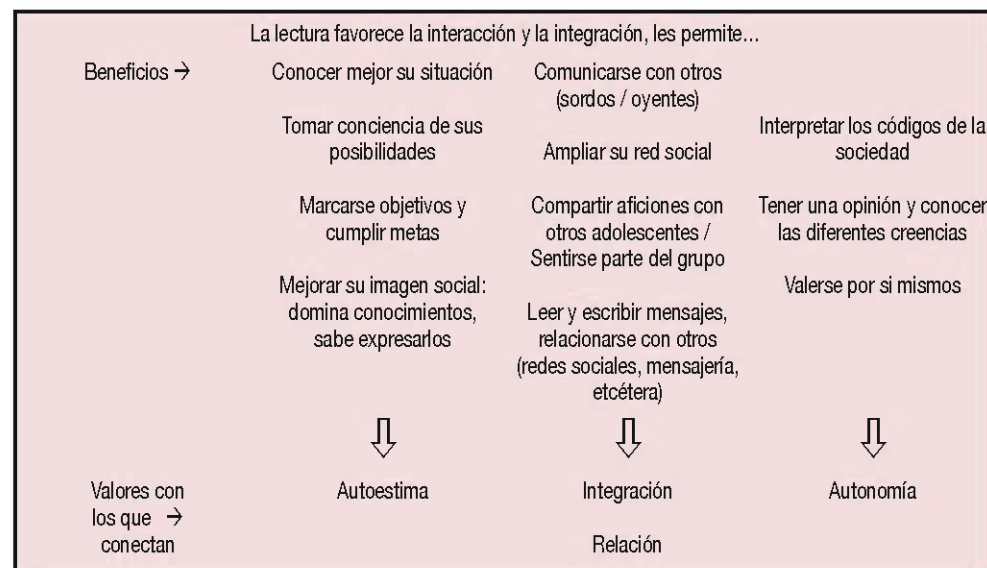 La lectura favorece la interacción y la integración, les permite…
Beneficios →
Conocer mejor su situación
Tomar conciencia de sus
posibilidades
Marcarse objetivos y
cumplir metas
Mejorar su imagen social:
domina conocimientos,
sabe expresarlos
Comunicarse con otros
(sordos / oyentes)
Ampliar su red social
Compartir aficiones con
otros adolescentes /
Sentirse parte del grupo
Leer y escribir mensajes,
relacionarse con otros
(redes sociales, mensajería,
etcétera)
Interpretar los códigos de la
sociedad
Tener una opinión y conocer
las diferentes creencias
Valerse por si mismos
Valores con
los que →
conectan
Autoestima
Integración
Relación
Autonomía